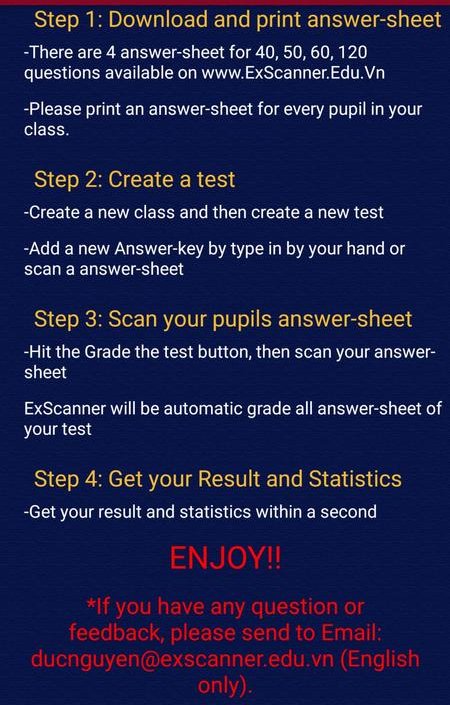 Step 1: Download and print answer-sheet
-There are 4 answer-sheet for 40, 50, 60, 120
questions available on www.ExScanner.Edu.Vn
-Please print an answer-sheet for every pupil in your
class.
Step 2: Create a test
-Create a new class and then create a new test
-Add a new Answer-key by type in by your hand or
scan a answer-sheet
Step 3: Scan your pupils answer-sheet
-Hit the Grade the test button, then scan your answer-
sheet
ExScanner will be automatic grade all answer-sheet of
your test
Step 4: Get your Result and Statistics
-Get your result and statistics within a second
ENJOY!!
*If you have any question or
feedback, please send to Email:
ducnguyen@exscanner.edu.vn (English
only).